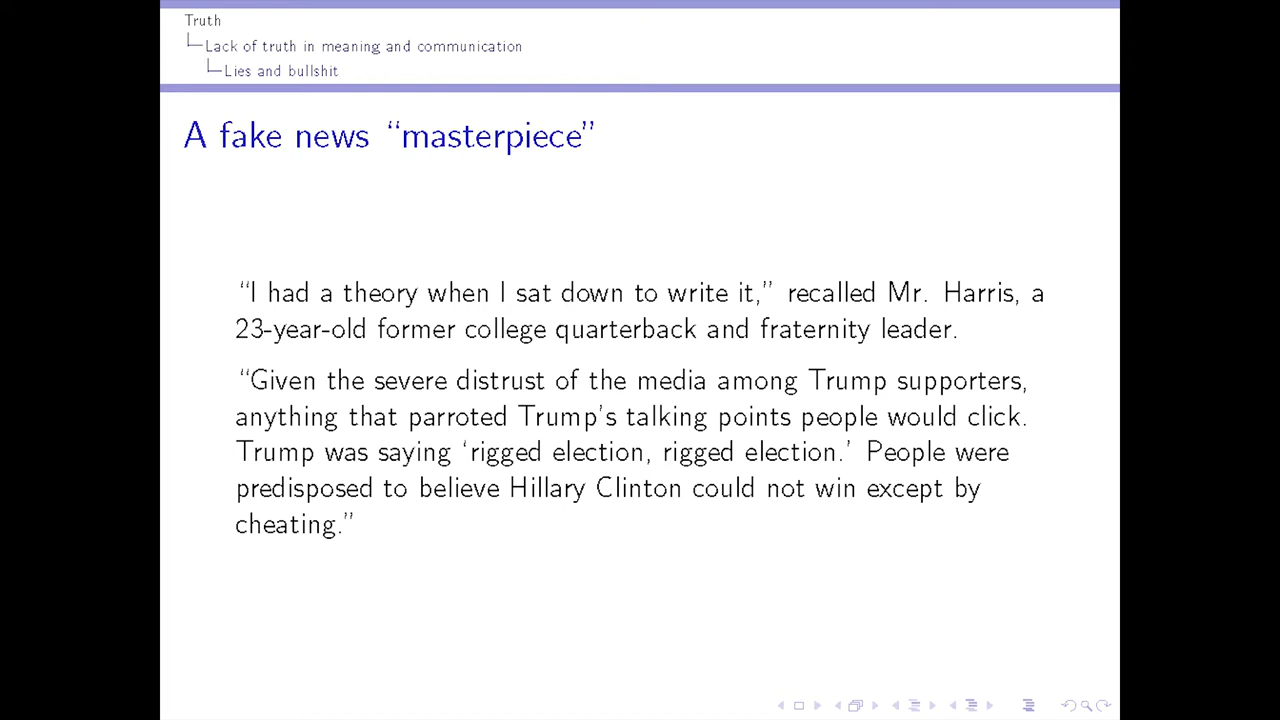 Truth
Lack of truth in meaning and communication
Lies and bullshit
A fake news “masterpiece”
“I had a theory when I sat down to write it,” recalled Mr. Harris, a
23-year-old former college quarterback and fraternity leader.
“Given the severe distrust of the media among Trump supporters,
anything that parroted Trump’s talking points people would click.
Trump was saying ‘rigged election, rigged election.’ People were
predisposed to believe Hillary Clinton could not win except by
cheating.”